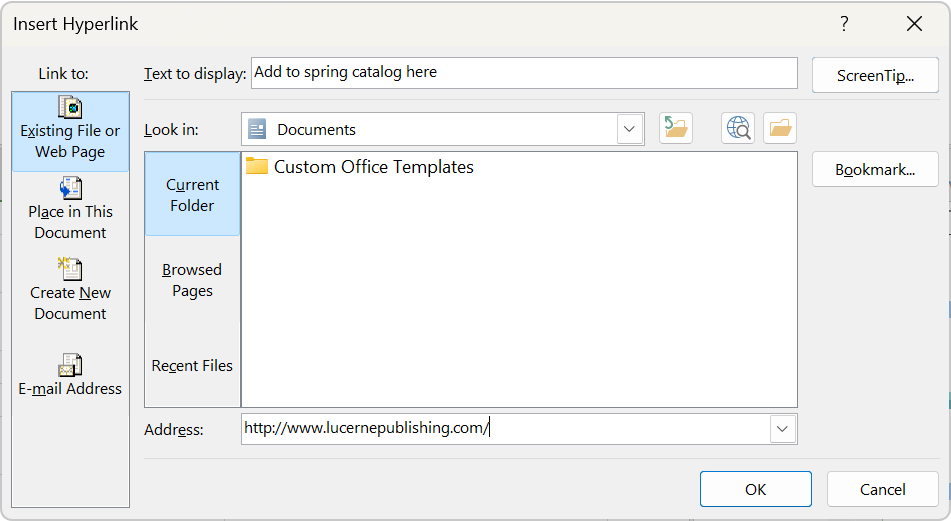 Insert Hyperlink ?
Link to:
Text to display: Add to spring catalog here
ScreenTip...
Existing File or
Web Page
Look in: Documents
Place in This
Document
Create New
Document
E-mail Address
Current
Folder
Browsed
Pages
Recent Files
Custom Office Templates
Bookmark...
Address: http://www.lucernepublishing.com/
OK
Cancel